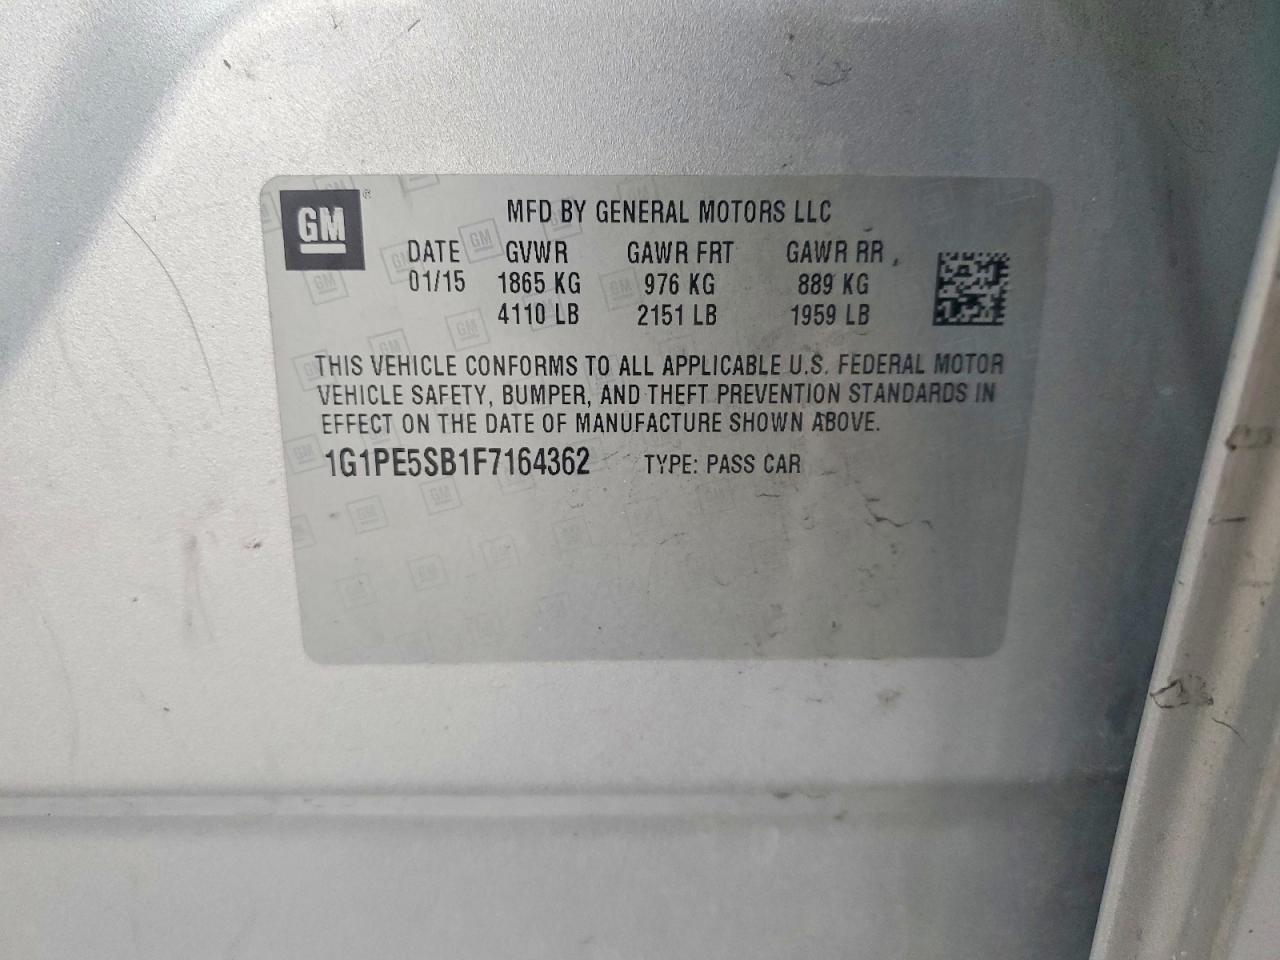 GM ®
MFD BY GENERAL MOTORS LLC
DATE GVWR GAWR FRT GAWR RR
01/15 1865 KG 976 KG 889 KG
4110 LB 2151 LB 1959 LB
THIS VEHICLE CONFORMS TO ALL APPLICABLE U.S. FEDERAL MOTOR
VEHICLE SAFETY, BUMPER, AND THEFT PREVENTION STANDARDS IN
EFFECT ON THE DATE OF MANUFACTURE SHOWN ABOVE.
1G1PE5SB1F7164362 TYPE: PASS CAR